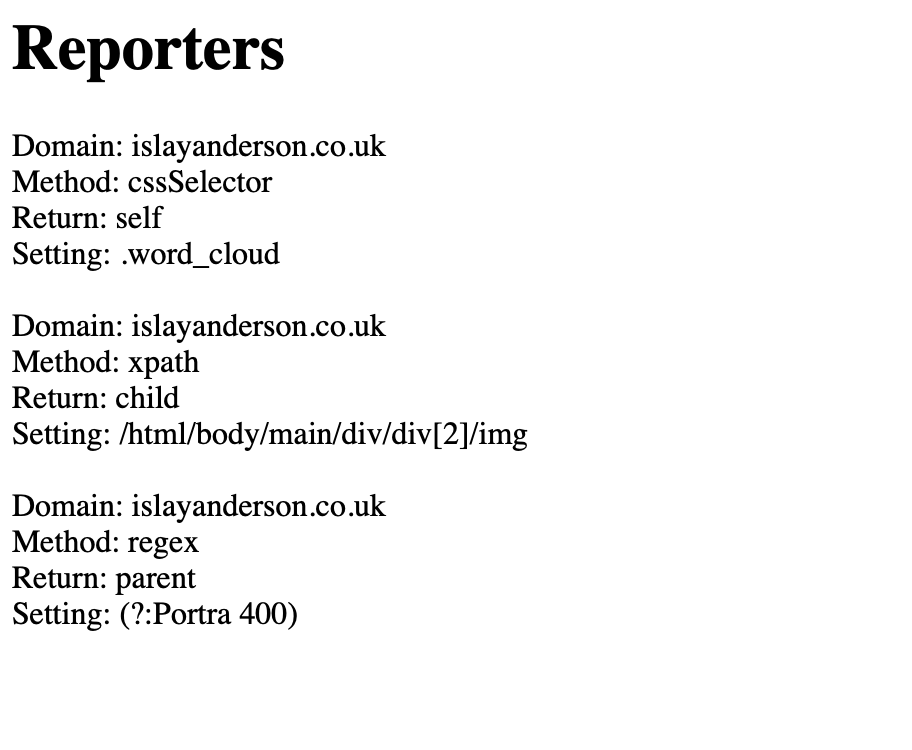 Reporters
Domain: islayanderson.co.uk
Method: cssSelector
Return: self
Setting: .word_cloud
Domain: islayanderson.co.uk
Method: xpath
Return: child
Setting: /html/body/main/div/div[2]/img
Domain: islayanderson.co.uk
Method: regex
Return: parent
Setting: (?:Portra 400)